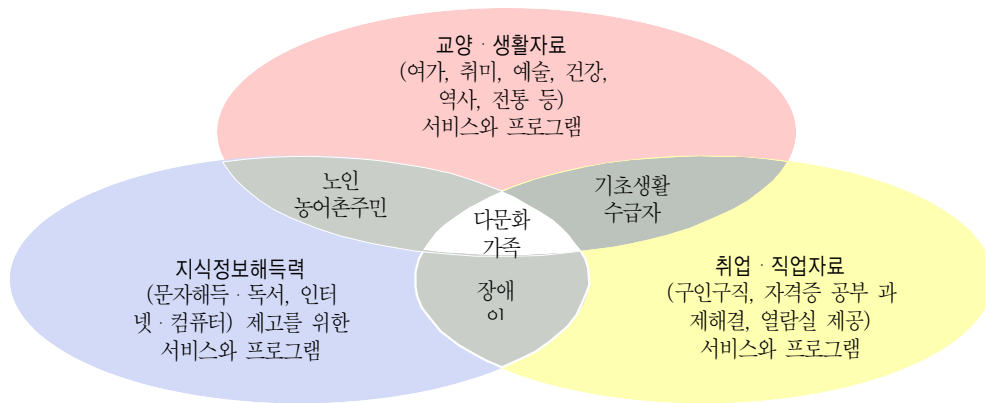 교양 · 생활자료
(여가, 취미, 예술, 건강,
역사, 전통 등)
서비스와 프로그램
노인
농어촌주민
기초생활
수급자
다문화
가족
장애
지식정보해득력
(문자해득 · 독서, 인터
넷 · 컴퓨터) 제고를 위한
서비스와 프로그램
취업 · 직업자료
(구인구직, 자격증 공부 과
제해결, 열람실 제공)
서비스와 프로그램